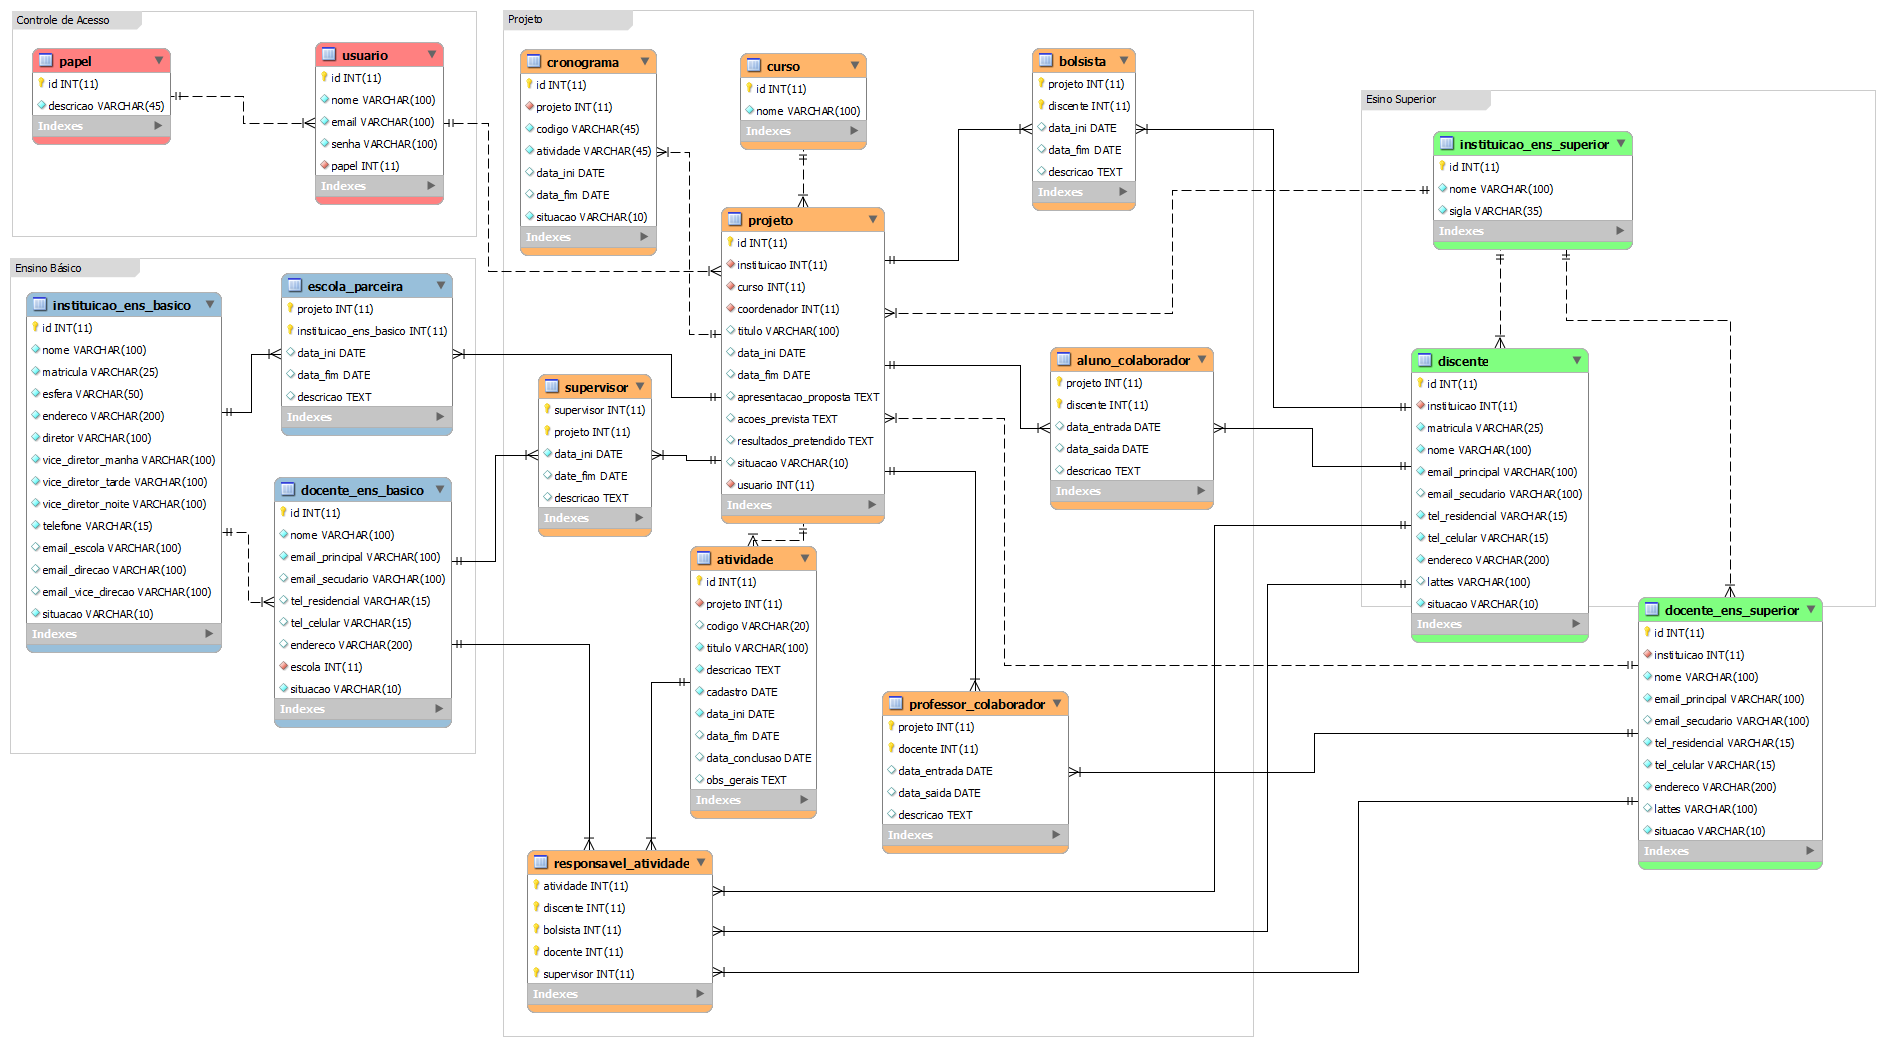 Controle de Acesso
papel
id INT(11)
descricao VARCHAR(45)
Indexes
usuario
id INT(11)
nome VARCHAR(100)
email VARCHAR(100)
senha VARCHAR(100)
papel INT(11)
Indexes
Ensino Básico
instituicao_ens_basico
id INT(11)
nome VARCHAR(100)
matricula VARCHAR(25)
esfera VARCHAR(50)
endereco VARCHAR(200)
diretor VARCHAR(100)
vice_diretor_manha VARCHAR(100)
vice_diretor_tarde VARCHAR(100)
vice_diretor_noite VARCHAR(100)
telefone VARCHAR(15)
email_escola VARCHAR(100)
email_direcao VARCHAR(100)
email_vice_direcao VARCHAR(100)
situacao VARCHAR(10)
Indexes
escola_parceira
projeto INT(11)
instituicao_ens_basico INT(11)
data_ini DATE
data_fim DATE
descricao TEXT
Indexes
docente_ens_basico
id INT(11)
nome VARCHAR(100)
email_principal VARCHAR(100)
email_secudario VARCHAR(100)
tel_residencial VARCHAR(15)
tel_celular VARCHAR(15)
endereco VARCHAR(200)
escola INT(11)
situacao VARCHAR(10)
Indexes
Projeto
cronograma
id INT(11)
projeto INT(11)
codigo VARCHAR(45)
atividade VARCHAR(45)
data_ini DATE
data_fim DATE
situacao VARCHAR(10)
Indexes
curso
id INT(11)
nome VARCHAR(100)
Indexes
bolsista
projeto INT(11)
discente INT(11)
data_ini DATE
data_fim DATE
descricao TEXT
Indexes
projeto
id INT(11)
instituicao INT(11)
curso INT(11)
coordenador INT(11)
titulo VARCHAR(100)
data_ini DATE
data_fim DATE
apresentacao_proposta TEXT
acoes_prevista TEXT
resultados_pretendido TEXT
situacao VARCHAR(10)
usuario INT(11)
Indexes
supervisor
supervisor INT(11)
projeto INT(11)
data_ini DATE
date_fim DATE
descricao TEXT
Indexes
aluno_colaborador
projeto INT(11)
discente INT(11)
data_entrada DATE
data_saida DATE
descricao TEXT
Indexes
atividade
id INT(11)
projeto INT(11)
codigo VARCHAR(20)
titulo VARCHAR(100)
descricao TEXT
cadastro DATE
data_ini DATE
data_fim DATE
data_conclusao DATE
obs_gerais TEXT
Indexes
professor_colaborador
projeto INT(11)
docente INT(11)
data_entrada DATE
data_saida DATE
descricao TEXT
Indexes
responsavel_atividade
atividade INT(11)
discente INT(11)
bolsista INT(11)
docente INT(11)
supervisor INT(11)
Indexes
Esino Superior
instituicao_ens_superior
id INT(11)
nome VARCHAR(100)
sigla VARCHAR(35)
Indexes
discente
id INT(11)
instituicao INT(11)
matricula VARCHAR(25)
nome VARCHAR(100)
email_principal VARCHAR(100)
email_secudario VARCHAR(100)
tel_residencial VARCHAR(15)
tel_celular VARCHAR(15)
endereco VARCHAR(200)
lattes VARCHAR(100)
situacao VARCHAR(10)
Indexes
docente_ens_superior
id INT(11)
instituicao INT(11)
nome VARCHAR(100)
email_principal VARCHAR(100)
email_secudario VARCHAR(100)
tel_residencial VARCHAR(15)
tel_celular VARCHAR(15)
endereco VARCHAR(200)
lattes VARCHAR(100)
situacao VARCHAR(10)
Indexes